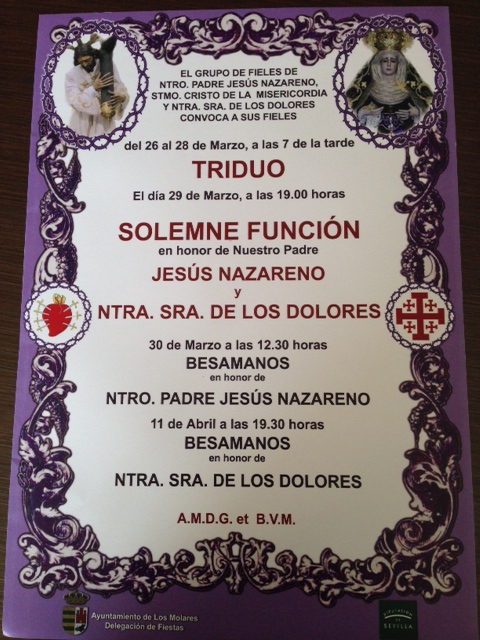 EL GRUPO DE FIELES DE
NTRO. PADRE JESÚS NAZARENO,
STMO. CRISTO DE LA MISERICORDIA
Y NTRA. SRA. DE LOS DOLORES
CONVOCA A SUS FIELES
del 26 al 28 de Marzo, a las 7 de la tarde
TRIDUO
El día 29 de Marzo, a las 19.00 horas
SOLEMNE FUNCIÓN
en honor de Nuestro Padre
JESÚS NAZARENO
y
NTRA. SRA. DE LOS DOLORES
30 de Marzo a las 12.30 horas
BESAMANOS
en honor de
NTRO. PADRE JESÚS NAZARENO
11 de Abril a las 19.30 horas
BESAMANOS
en honor de
NTRA. SRA. DE LOS DOLORES
A.M.D.G. et B.V.M.
Ayuntamiento de Los Molares
Delegación de Fiestas
DIPUTACIÓN
DE
SEVILLA